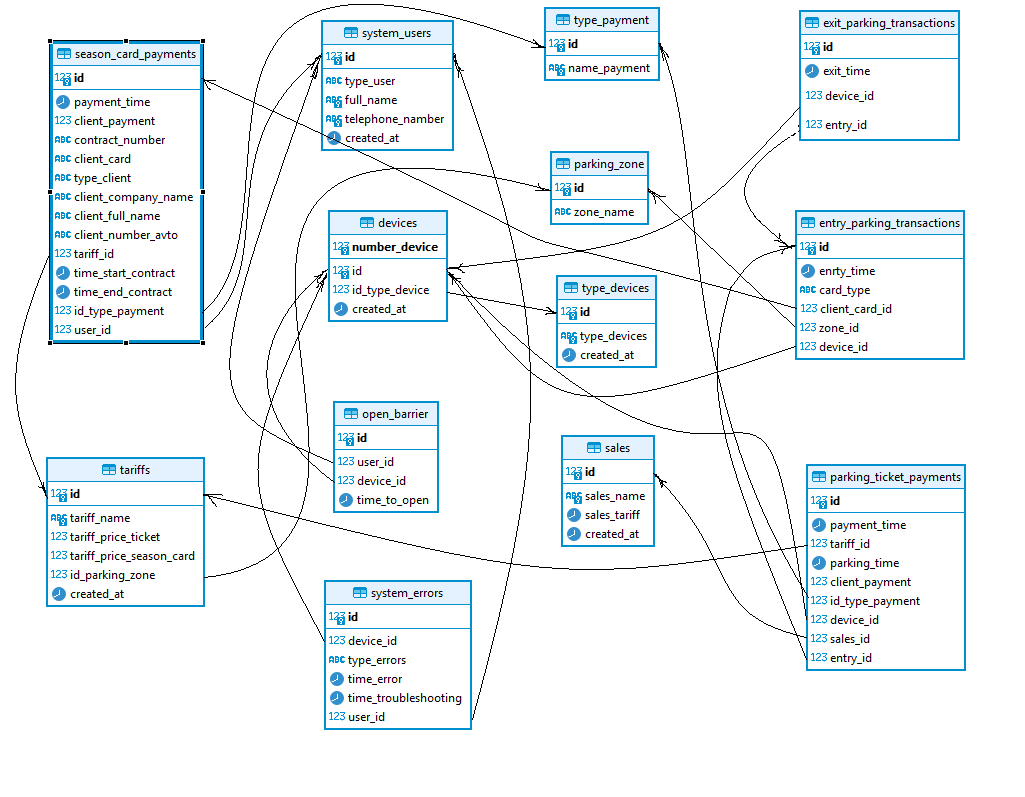 season_card_payments
123 id
payment_time
123 client_payment
ABC contract_number
ABC client_card
ABC type_client
ABC client_company_name
ABC client_full_name
ABC client_number_avto
123 tariff_id
time_start_contract
time_end_contract
123 id_type_payment
123 user_id
system_users
123 id
ABC type_user
ABC full_name
ABC telephone_namber
created_at
type_payment
123 id
ABC name_payment
exit_parking_transactions
123 id
exit_time
123 device_id
123 entry_id
parking_zone
123 id
ABC zone_name
devices
123 number_device
123 id
123 id_type_device
created_at
type_devices
123 id
ABC type_devices
created_at
entry_parking_transactions
123 id
enrty_time
ABC card_type
123 client_card_id
123 zone_id
123 device_id
open_barrier
123 id
123 user_id
123 device_id
time_to_open
sales
123 id
ABC sales_name
sales_tariff
created_at
tariffs
123 id
ABC tariff_name
123 tariff_price_ticket
123 tariff_price_season_card
123 id_parking_zone
created_at
parking_ticket_payments
123 id
payment_time
123 tariff_id
parking_time
123 client_payment
123 id_type_payment
123 device_id
123 sales_id
123 entry_id
system_errors
123 id
123 device_id
ABC type_errors
time_error
time_troubleshooting
123 user_id